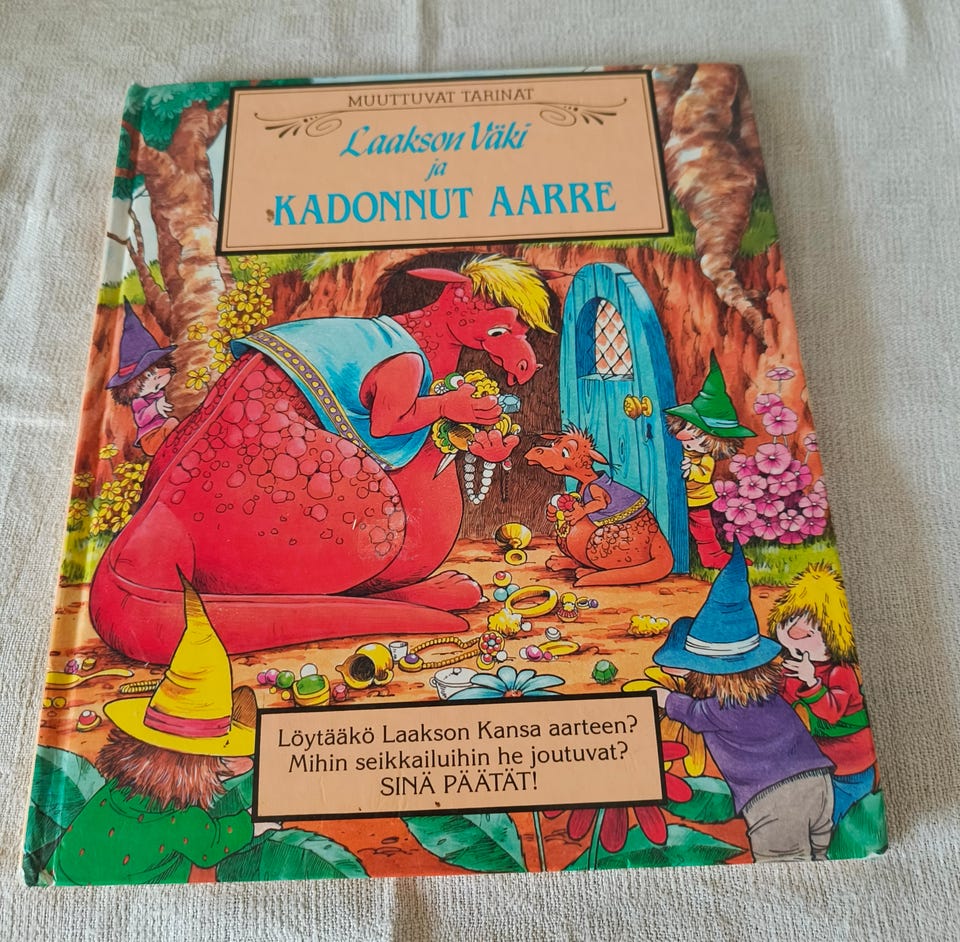 MUUTTUVAT TARINAT
Laakson Väki
ja
KADONNUT AARRE
Löytääkö Laakson Kansa aarteen?
Mihin seikkailuihin he joutuvat?
SINÄ PÄÄTÄT!